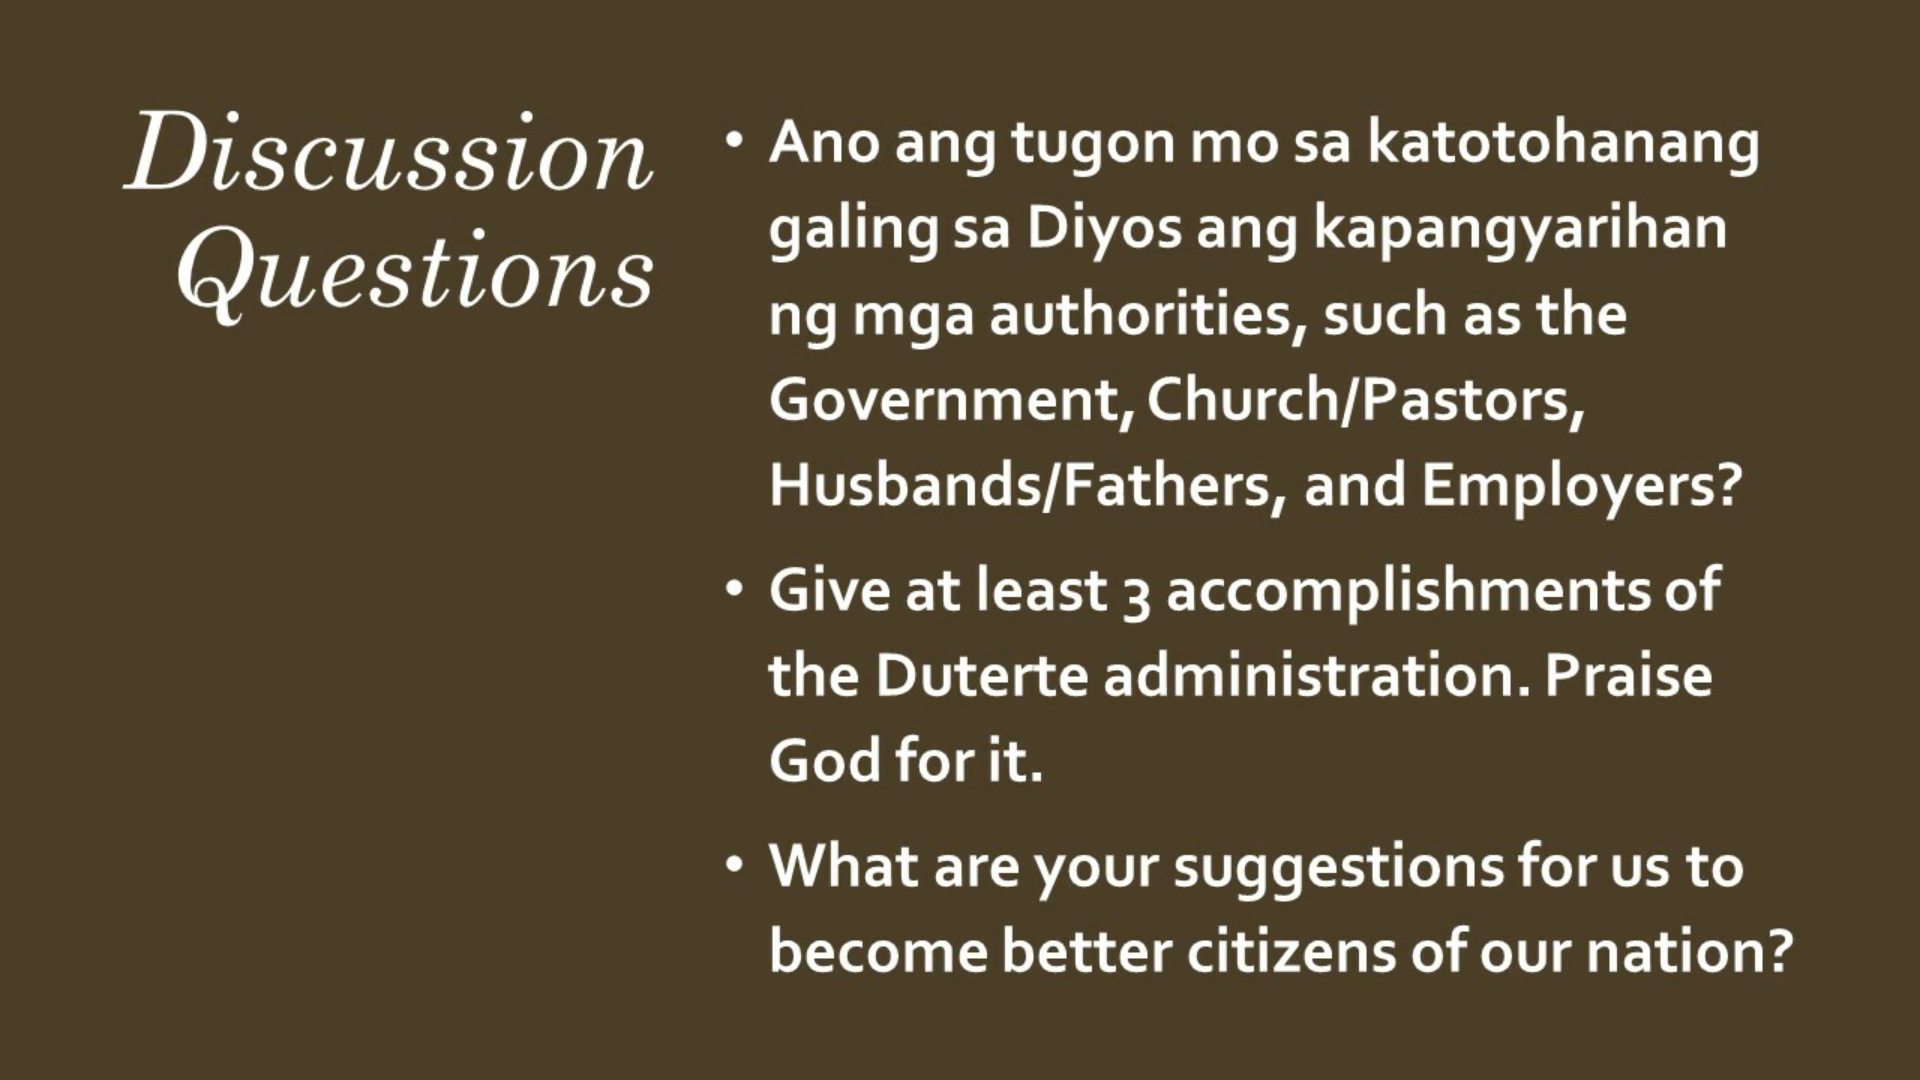 Discussion
Questions
• Ano ang tugon mo sa katotohanang
galing sa Diyos ang kapangyarihan
ng mga authorities, such as the
Government, Church/Pastors,
Husbands/Fathers, and Employers?
• Give at least 3 accomplishments of
the Duterte administration. Praise
God for it.
• What are your suggestions for us to
become better citizens of our nation?